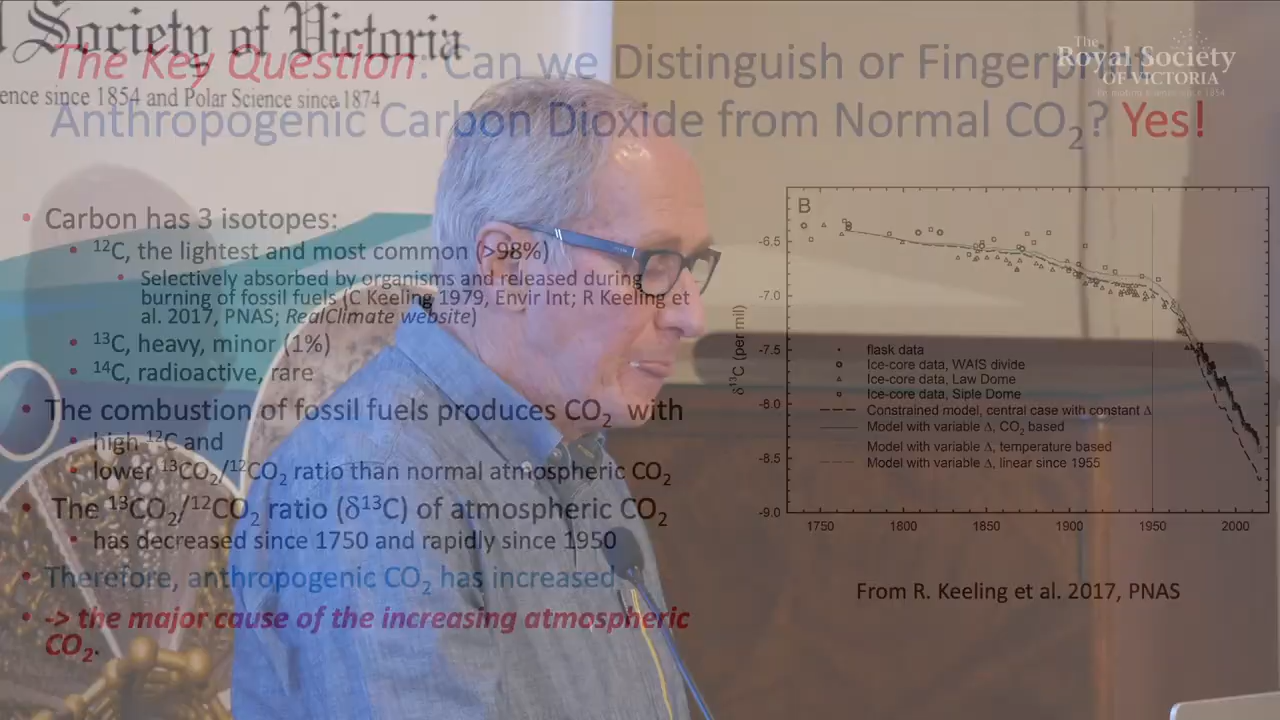 l Society of Victoria
ence since 1854 and Polar Science since 1874
The Royal Society
OF VICTORIA
Promoting science since 1854
The Key Question: Can we Distinguish or Fingerprint
Anthropogenic Carbon Dioxide from Normal CO₂? Yes!
• Carbon has 3 isotopes:
• ¹²C, the lightest and most common (>98%)
• Selectively absorbed by organisms and released during
burning of fossil fuels (C Keeling 1979, Envir Int; R Keeling et
al. 2017, PNAS; RealClimate website)
• ¹³C, heavy, minor (1%)
• ¹⁴C, radioactive, rare
• The combustion of fossil fuels produces CO₂ with
• high ¹²C and
• lower ¹³CO₂/¹²CO₂ ratio than normal atmospheric CO₂
• The ¹³CO₂/¹²CO₂ ratio (δ¹³C) of atmospheric CO₂
• has decreased since 1750 and rapidly since 1950
• Therefore, anthropogenic CO₂ has increased
• -> the major cause of the increasing atmospheric
CO₂.
B
-6.5
-7.0
-7.5
-8.0
-8.5
-9.0
δ¹³C (per mil)
flask data
Ice-core data, WAIS divide
Ice-core data, Law Dome
Ice-core data, Siple Dome
Constrained model, central case with constant Δ
Model with variable Δ, CO₂ based
Model with variable Δ, temperature based
Model with variable Δ, linear since 1955
1750 1800 1850 1900 1950 2000
From R. Keeling et al. 2017, PNAS